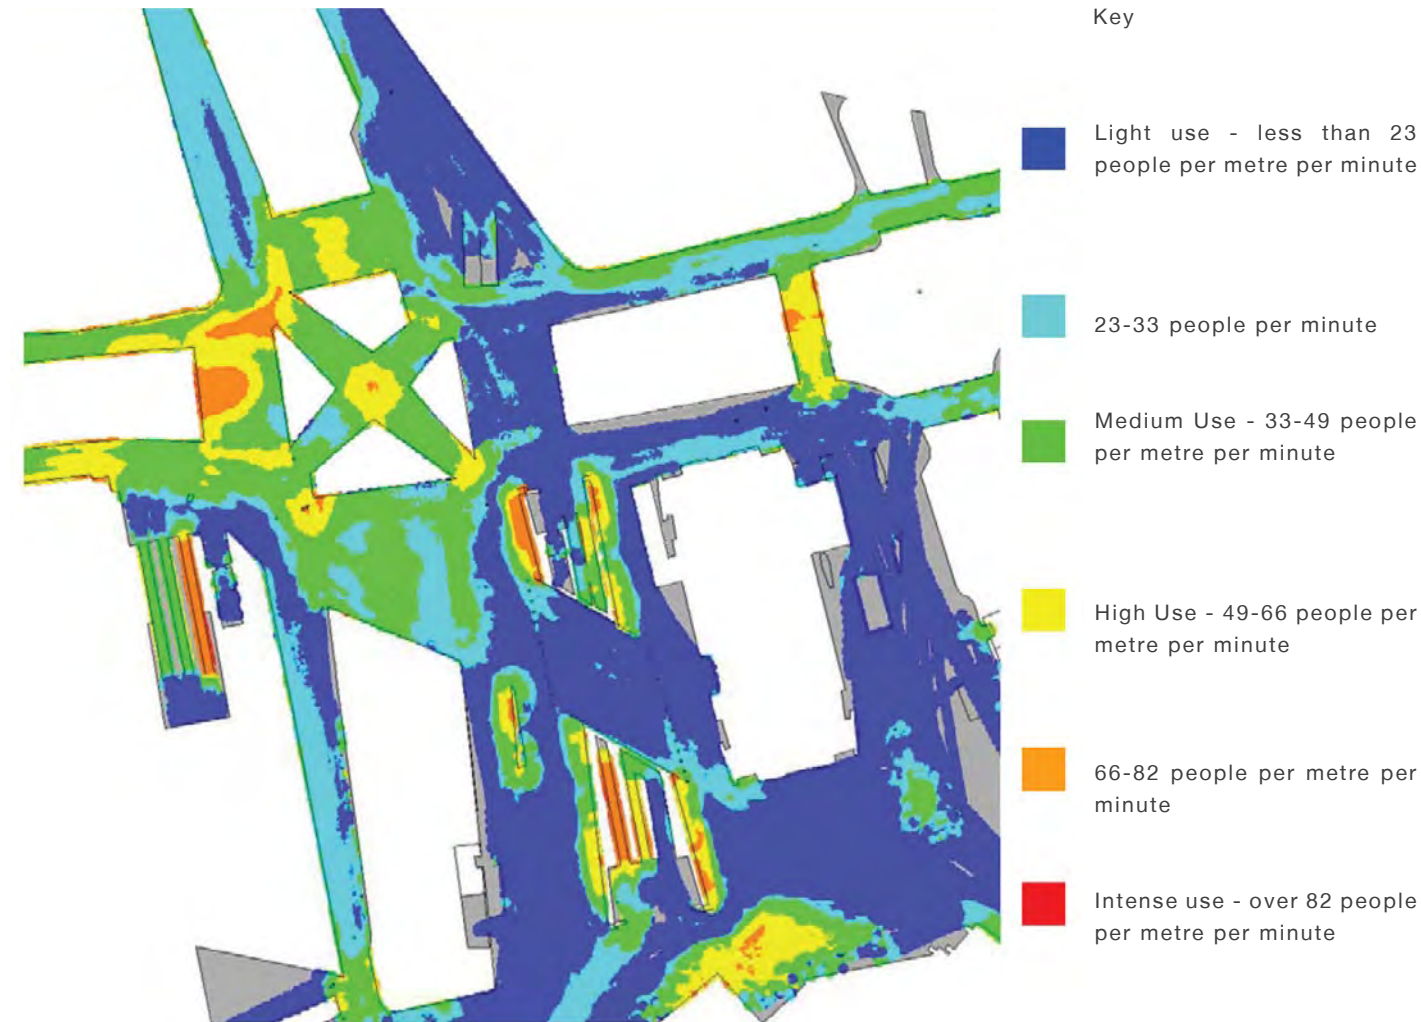 Key
Light use - less than 23
people per metre per minute
23-33 people per minute
Medium Use - 33-49 people
per metre per minute
High Use - 49-66 people per
metre per minute
66-82 people per metre per
minute
Intense use - over 82 people
per metre per minute